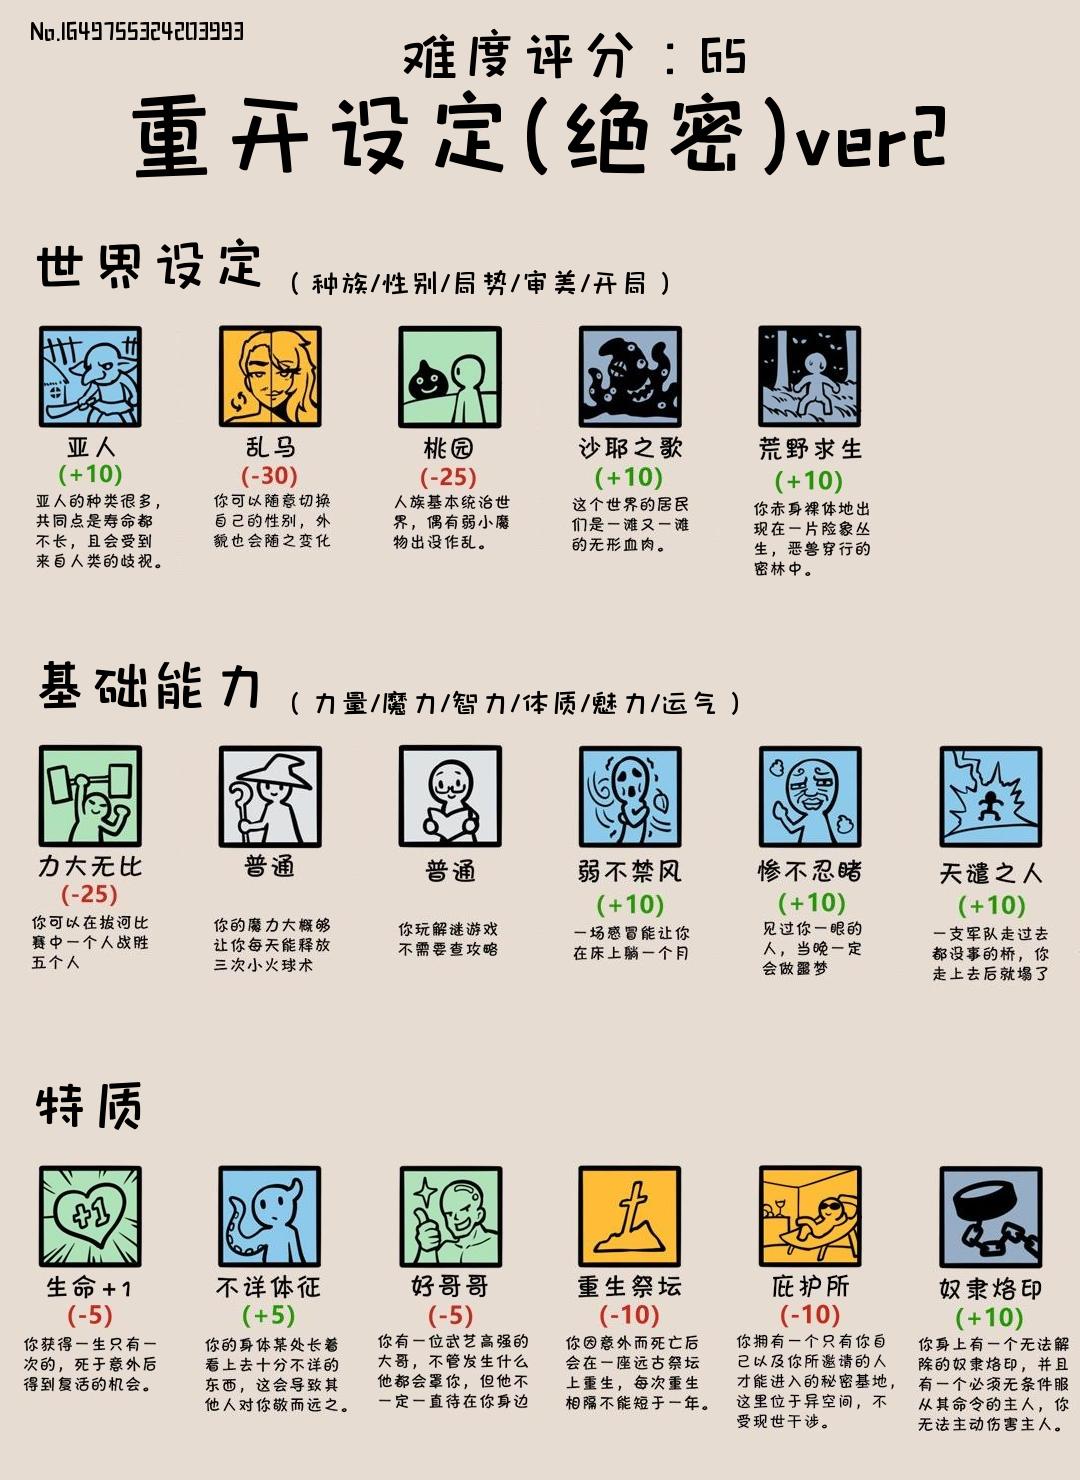 No.1649755324203993
难度评分：65
重开设定(绝密)ver2
世界设定
（种族/性别/局势/审美/开局）
亚人
(+10)
亚人的种类很多，
共同点是寿命都
不长，且会受到
来自人类的歧视。
乱马
(-30)
你可以随意切换
自己的性别，外
貌也会随之变化
桃园
(-25)
人族基本统治世
界，偶有弱小魔
物出没作乱。
沙耶之歌
(+10)
这个世界的居民
们是一滩又一滩
的无形血肉。
荒野求生
(+10)
你赤身裸体地出
现在一片险象丛
生，恶兽穿行的
密林中。
基础能力
（力量/魔力/智力/体质/魅力/运气）
力大无比
(-25)
你可以在拔河比
赛中一个人战胜
五个人
普通
你的魔力大概够
让你每天能释放
三次小火球术
普通
你玩解谜游戏
不需要查攻略
弱不禁风
(+10)
一场感冒能让你
在床上躺一个月
惨不忍睹
(+10)
见过你一眼的
人，当晚一定
会做噩梦
天谴之人
(+10)
一支军队走过去
都没事的桥，你
走上去后就塌了
特质
生命+1
(-5)
你获得一生只有一
次的，死于意外后
得到复活的机会。
不详体征
(+5)
你的身体某处长着
看上去十分不详的
东西，这会导致其
他人对你敬而远之。
好哥哥
(-5)
你有一位武艺高强的
大哥，不管发生什么
他都会罩你，但他不
一定一直待在你身边
重生祭坛
(-10)
你因意外而死亡后
会在一座远古祭坛
上重生，每次重生
相隔不能短于一年。
庇护所
(-10)
你拥有一个只有你自
己以及你所邀请的人
才能进入的秘密基地，
这里位于异空间，不
受现世干涉。
奴隶烙印
(+10)
你身上有一个无法解
除的奴隶烙印，并且
有一个必须无条件服
从其命令的主人，你
无法主动伤害主人。